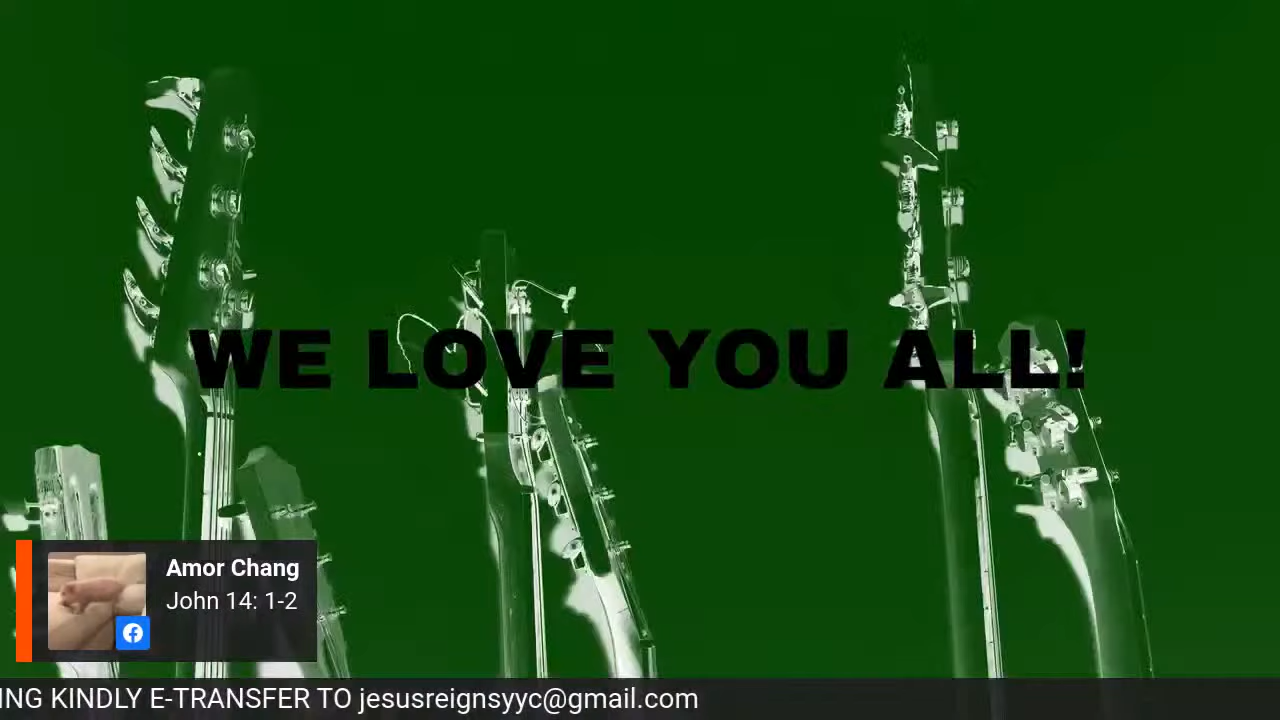 WE LOVE YOU ALL!
Amor Chang
John 14: 1-2
ING KINDLY E-TRANSFER TO jesusreignsyyc@gmail.com